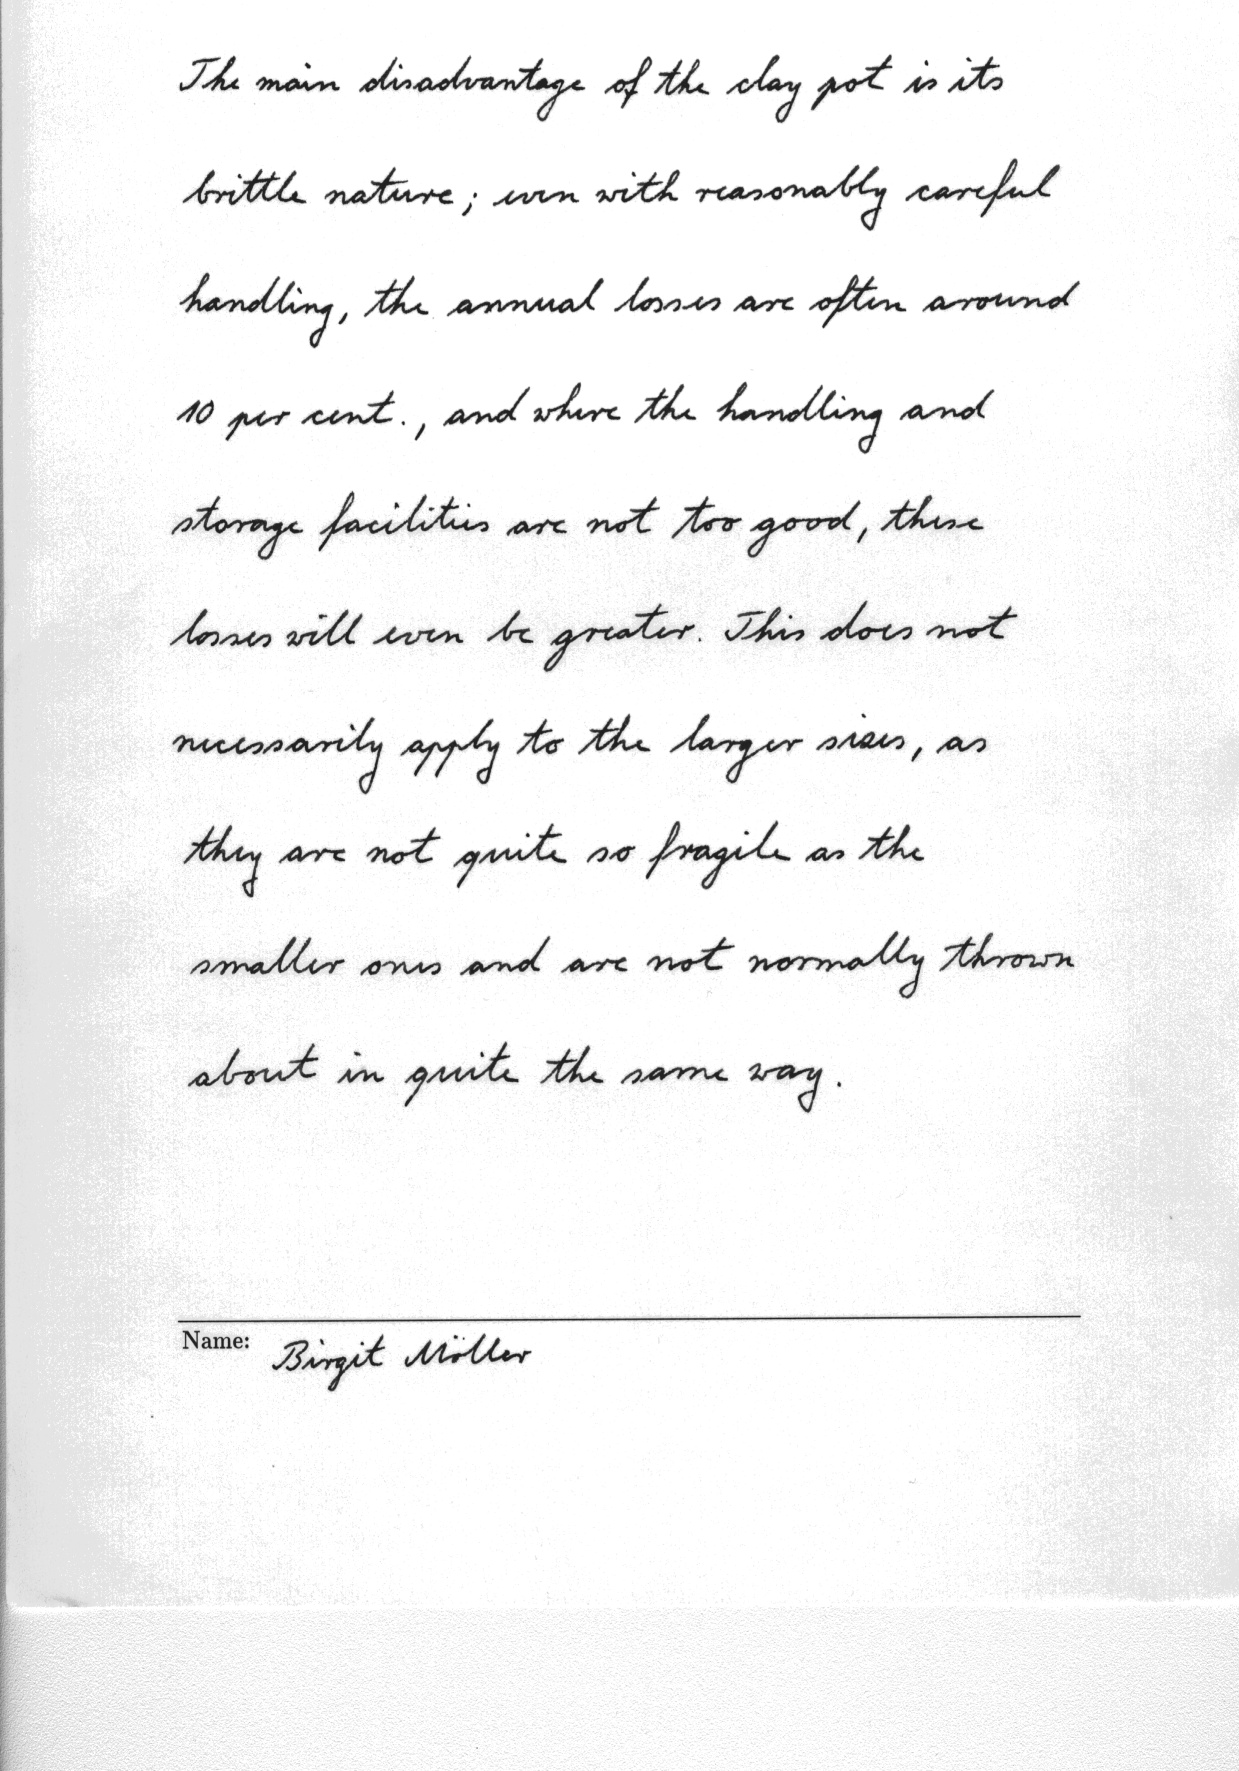 The main disadvantage of the clay pot is its
brittle nature; even with reasonably careful
handling, the annual losses are often around
10 per cent., and where the handling and
storage facilities are not too good, these
losses will even be greater. This does not
necessarily apply to the larger sizes, as
they are not quite so fragile as the
smaller ones and are not normally thrown
about in quite the same way.
Name: Birgit Möller